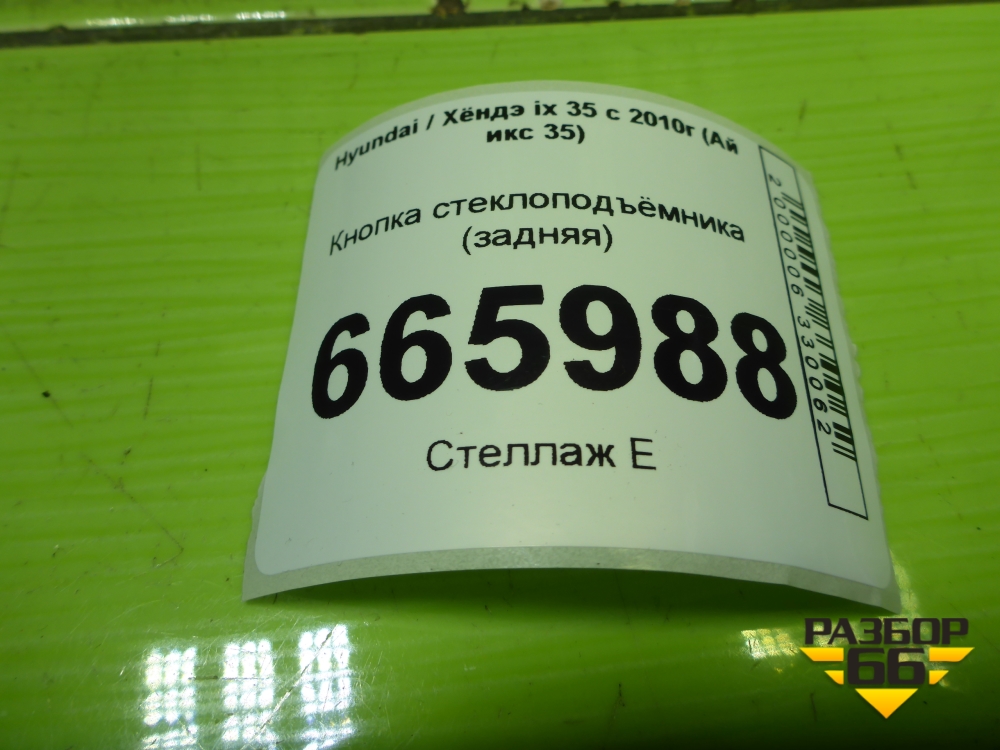 Hyundai / Хёндэ ix 35 с 2010г (Ай
икс 35)
Кнопка стеклоподъёмника
(задняя)
665988
Стеллаж Е
2000006330062
РАЗБОР
66